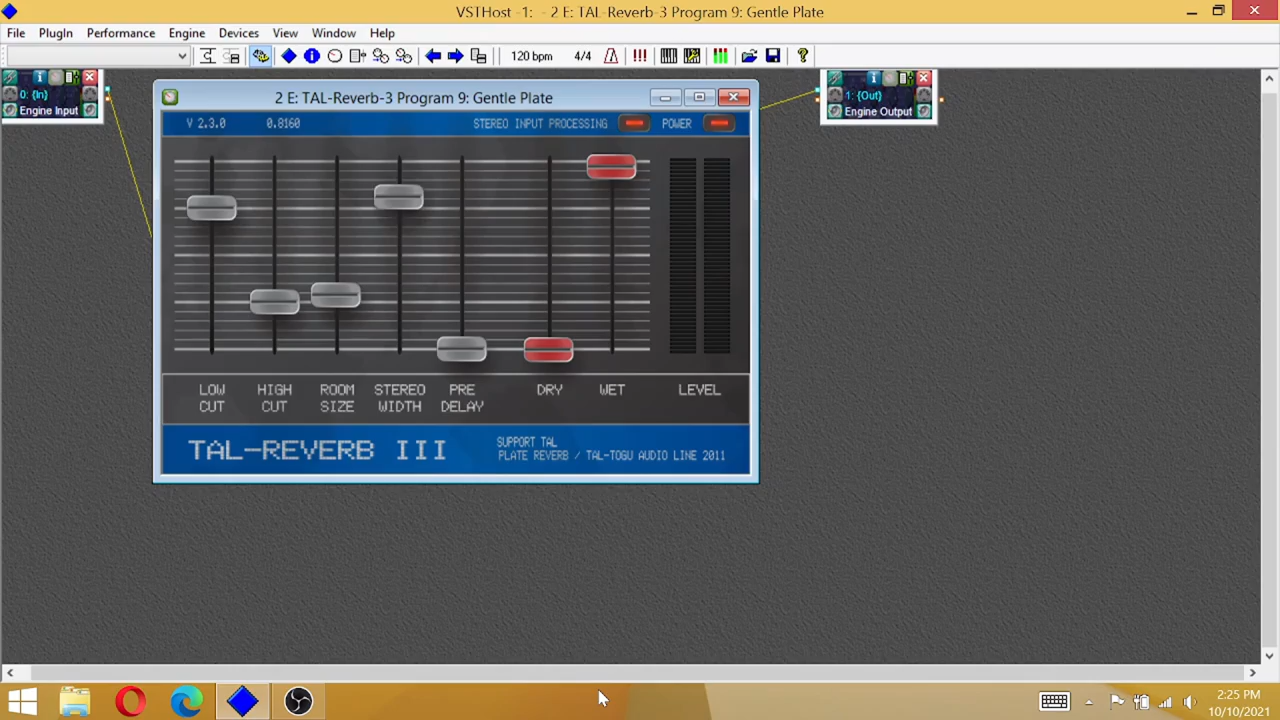 VSTHost -1: - 2 E: TAL-Reverb-3 Program 9: Gentle Plate
File PlugIn Performance Engine Devices View Window Help
120 bpm 4/4
0: {In}
Engine Input
1: {Out}
Engine Output
2 E: TAL-Reverb-3 Program 9: Gentle Plate
V 2.3.0 0.8160 STEREO INPUT PROCESSING POWER
LOW CUT
HIGH CUT
ROOM SIZE
STEREO WIDTH
PRE DELAY
DRY
WET
LEVEL
TAL-REVERB III
SUPPORT TAL
PLATE REVERB / TAL-TOGU AUDIO LINE 2011
2:25 PM
10/10/2021